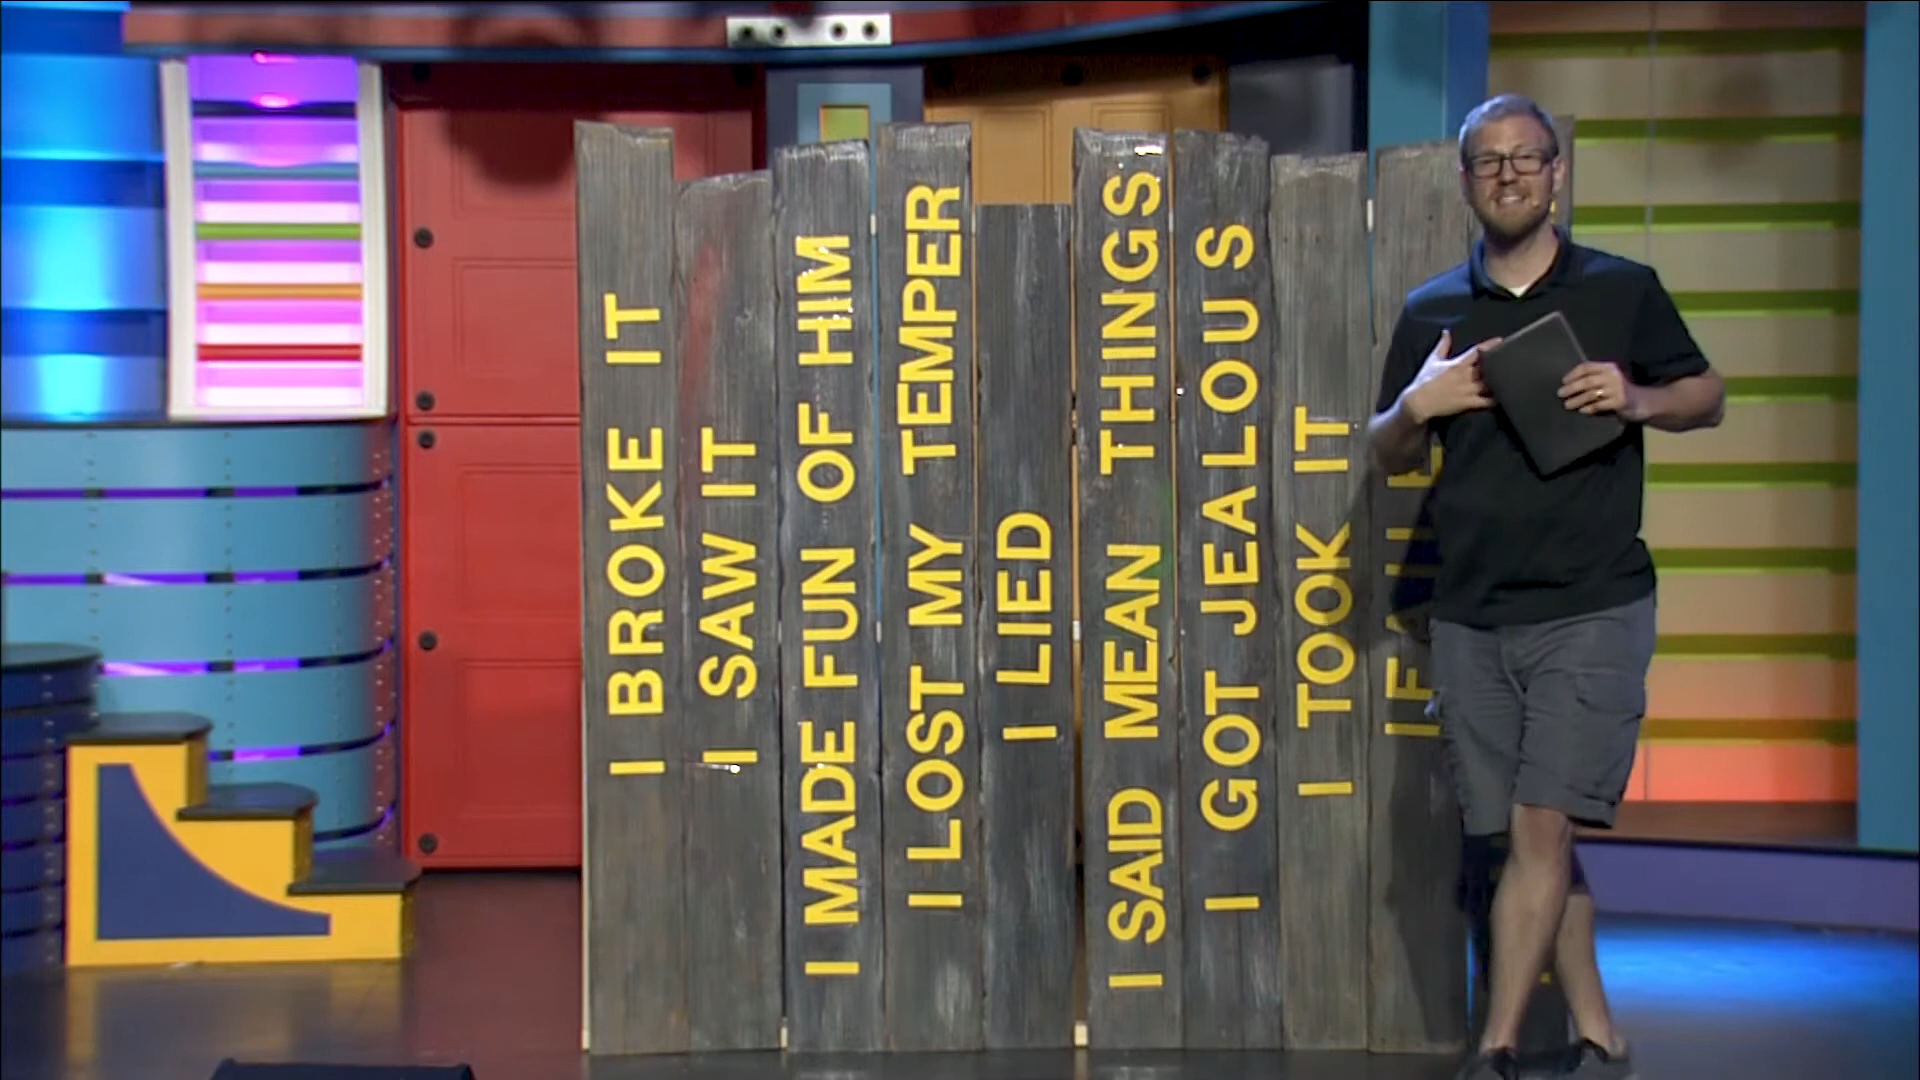 I BROKE IT
I SAW IT
I MADE FUN OF HIM
I LOST MY TEMPER
I LIED
I SAID MEAN THINGS
I GOT JEALOUS
I TOOK IT
I